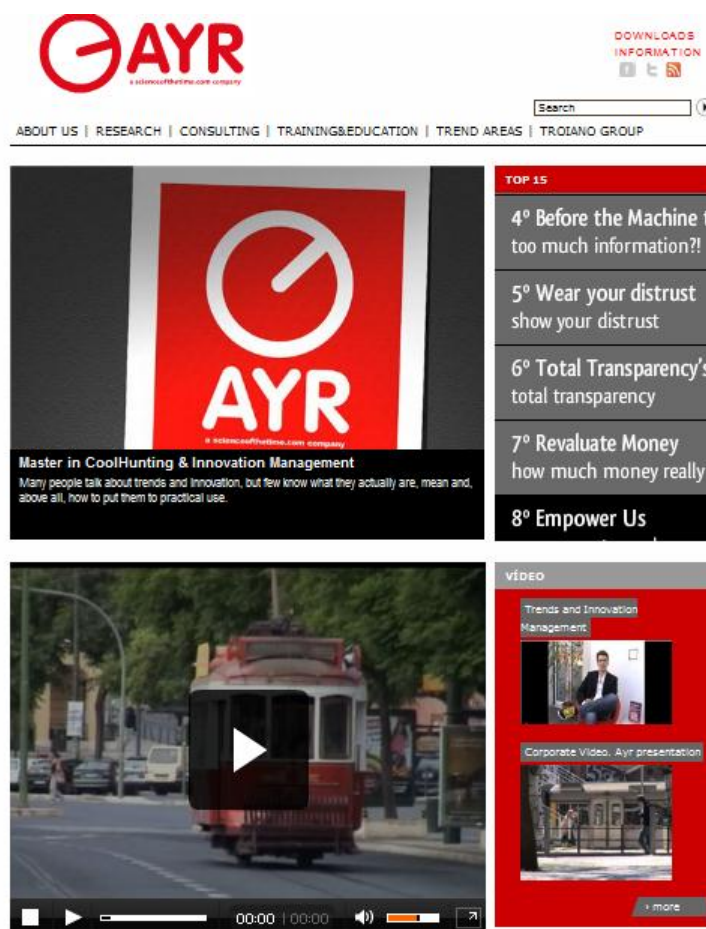 AYR
a scienceofthetime.com company
DOWNLOADS
INFORMATION
Search
ABOUT US | RESEARCH | CONSULTING | TRAINING&EDUCATION | TREND AREAS | TROIANO GROUP
AYR
a scienceofthetime.com company
Master in CoolHunting & Innovation Management
Many people talk about trends and innovation, but few know what they actually are, mean and,
above all, how to put them to practical use.
TOP 15
4º Before the Machine
too much information?!
5º Wear your distrust
show your distrust
6º Total Transparency's
total transparency
7º Revaluate Money
how much money really
8º Empower Us
00:00 | 00:00
VÍDEO
Trends and Innovation
Management
Corporate Video. Ayr presentation
› more